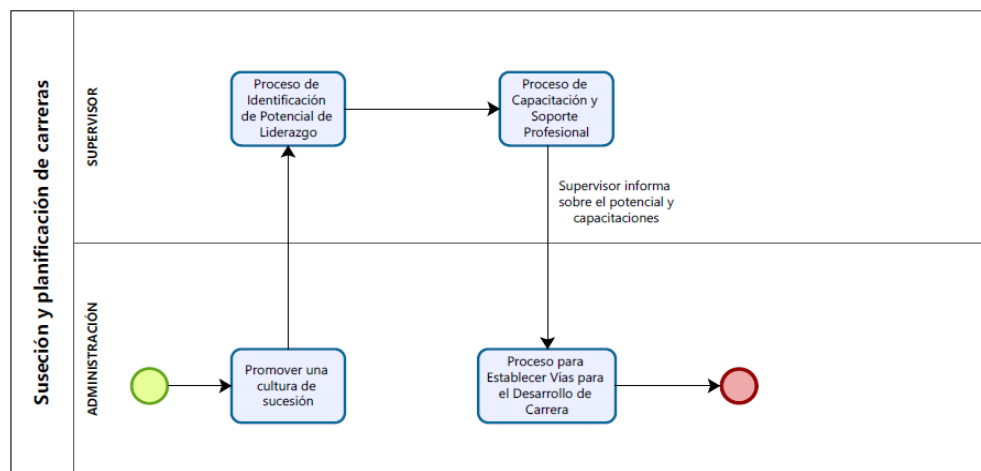 Suseción y planificación de carreras
SUPERVISOR
Proceso de
Identificación
de Potencial de
Liderazgo
Proceso de
Capacitación y
Soporte
Profesional
Supervisor informa
sobre el potencial y
capacitaciones
ADMINISTRACIÓN
Promover una
cultura de
sucesión
Proceso para
Establecer Vías para
el Desarrollo de
Carrera